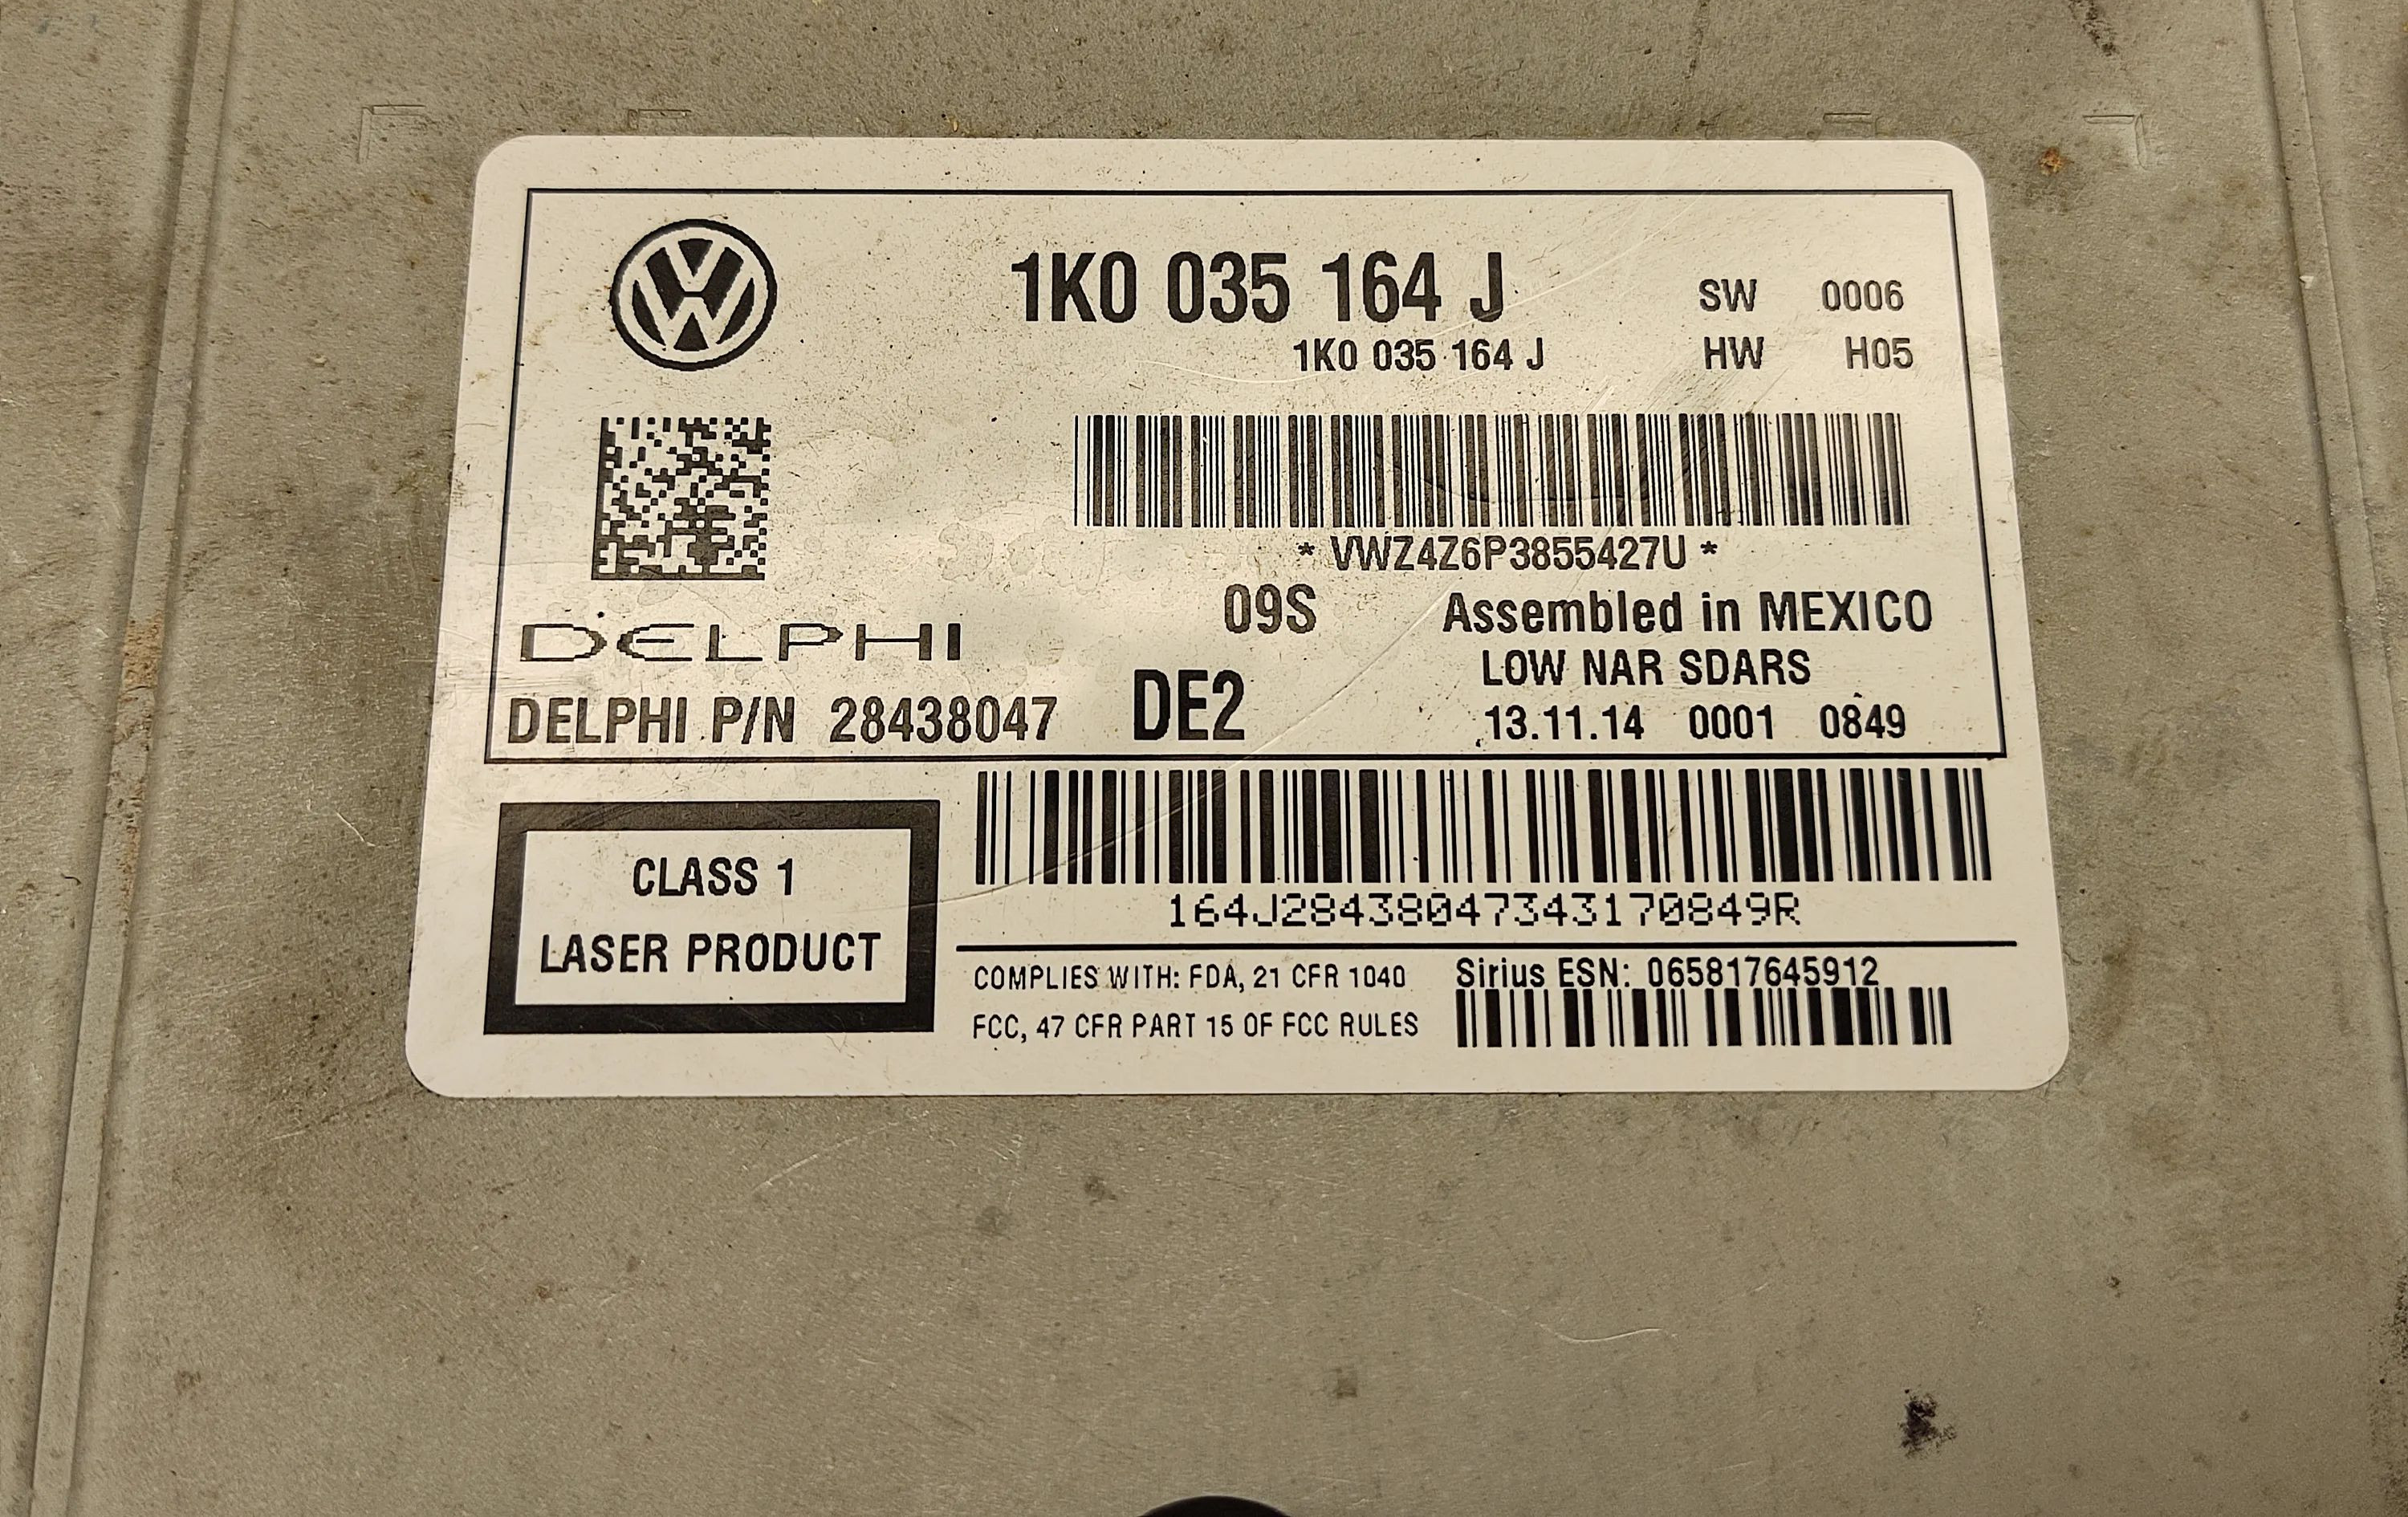 1K0 035 164 J
SW 0006
1K0 035 164 J
HW H05
* VWZ4Z6P3855427U *
09S
Assembled in MEXICO
DELPHI
LOW NAR SDARS
DELPHI P/N 28438047
DE2
13.11.14 0001 0849
CLASS 1
LASER PRODUCT
164J28438047343170849R
COMPLIES WITH: FDA, 21 CFR 1040
FCC, 47 CFR PART 15 OF FCC RULES
Sirius ESN: 065817645912